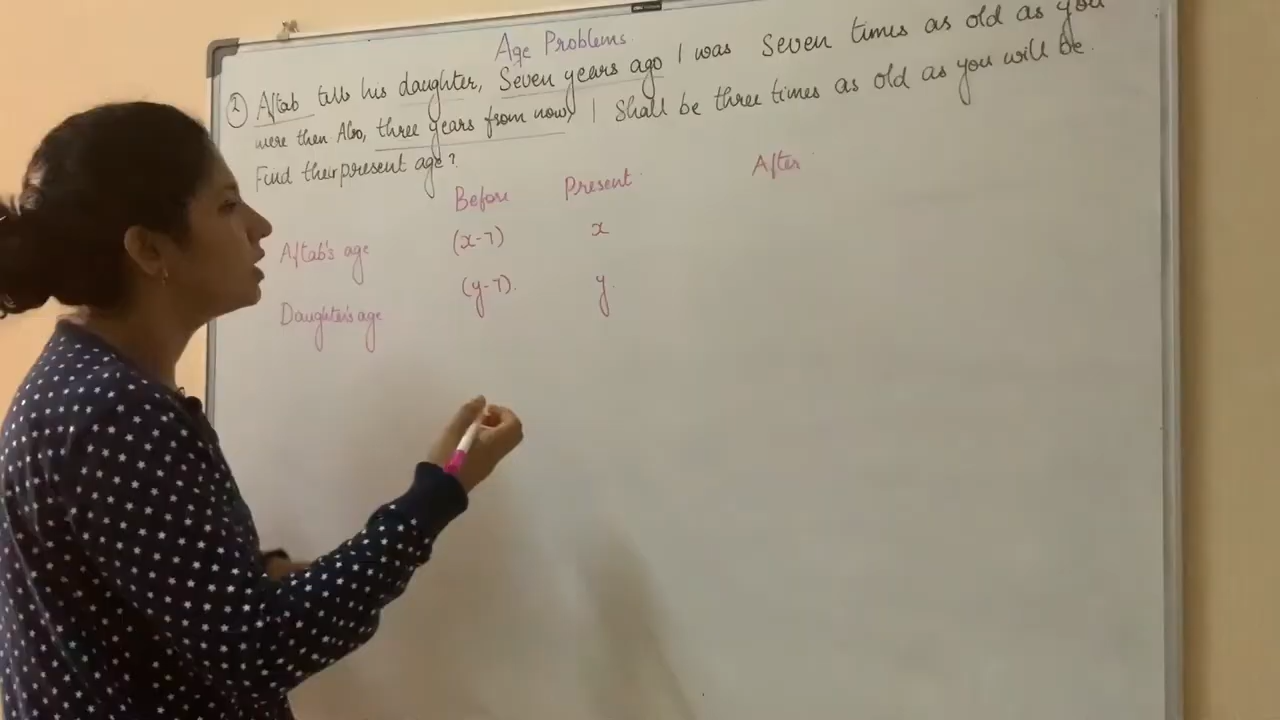 Age Problems.
2) Aftab tells his daughter, Seven years ago I was Seven times as old as you
were then Also, three years from now, I Shall be three times as old as you will be.
Find their present age?
Before Present After
Aftab's age (x-7) x
Daughter's age (y-7). y